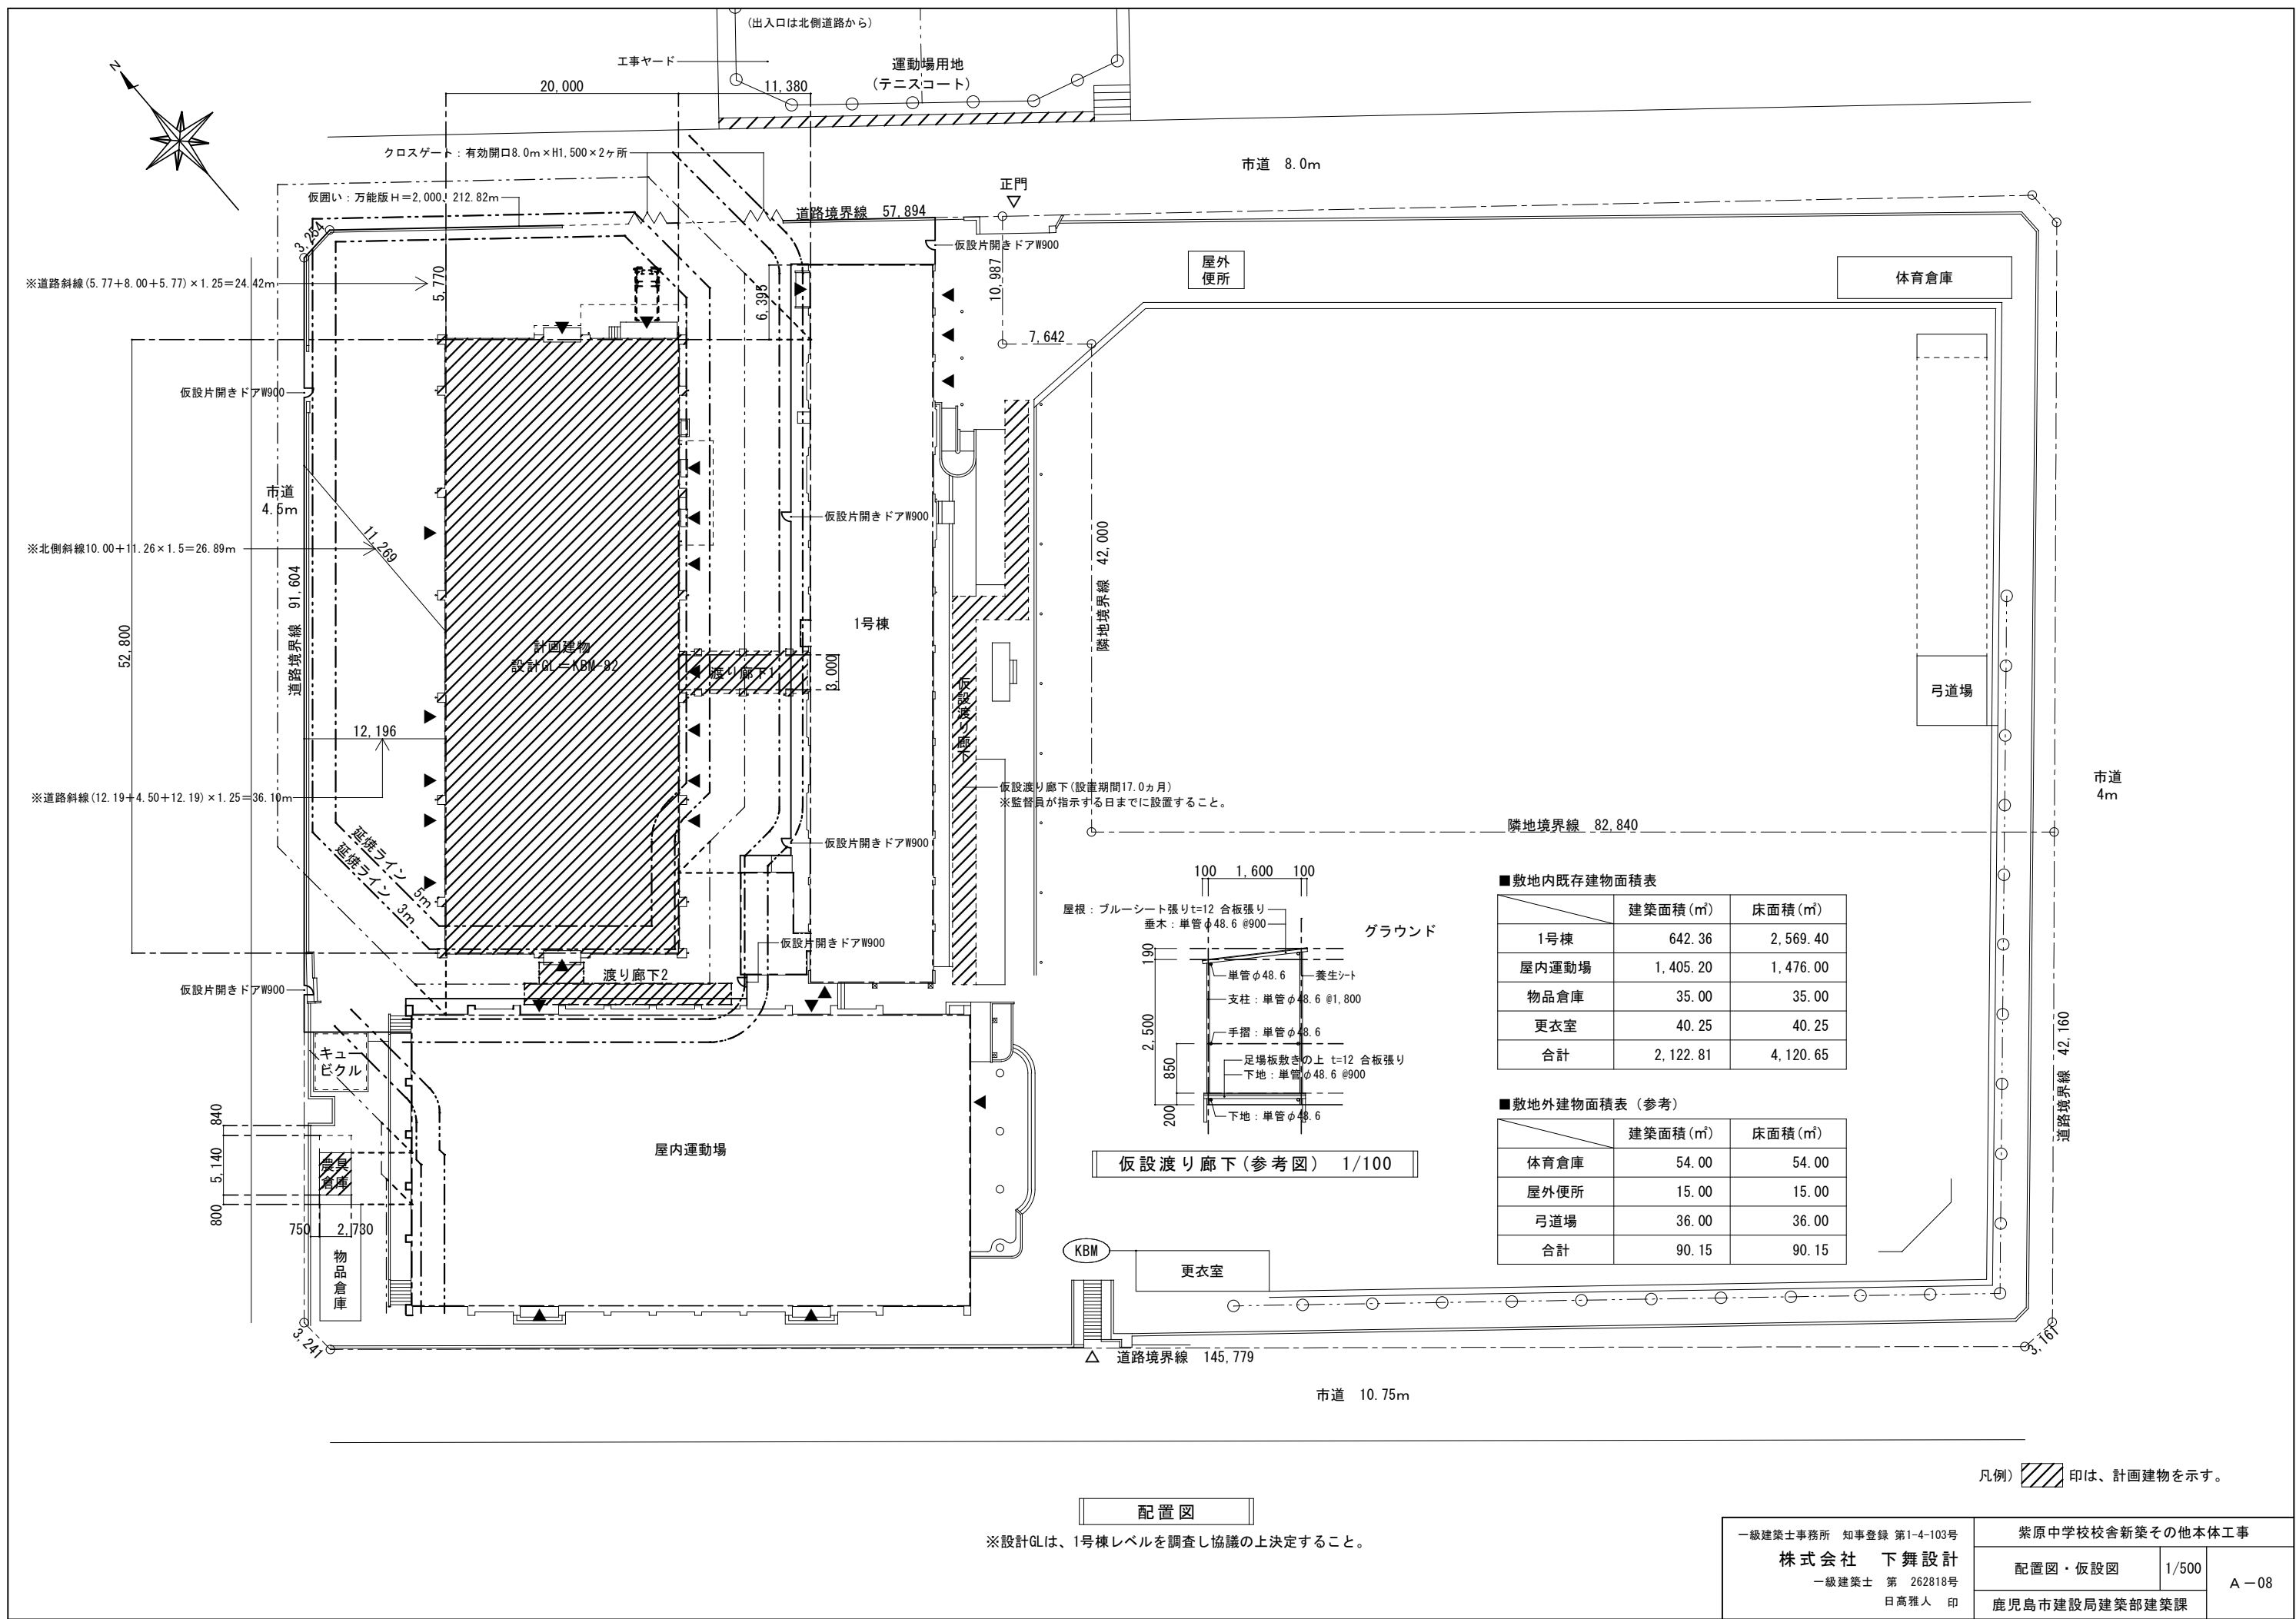 (出入口は北側道路から)
工事ヤード
運動場用地
(テニスコート)
N
20,000
11,380
クロスゲート：有効開口8.0m×H1,500×2ヶ所
市道 8.0m
仮囲い：万能版H＝2,000、212.82m
正門
道路境界線 57,894
3,254
仮設片開きドアW900
屋外
便所
体育倉庫
※道路斜線(5.77+8.00+5.77)×1.25=24.42m
5,770
6,395
10,987
7,642
仮設片開きドアW900
市道
4.5m
11,269
仮設片開きドアW900
※北側斜線10.00+11.26×1.5=26.89m
道路境界線 91,604
隣地境界線 42,000
52,800
計画建物
設計GL＝KBM-82
1号棟
渡り廊下1
3,000
仮設渡り廊下
弓道場
12,196
※道路斜線(12.19+4.50+12.19)×1.25=36.10m
仮設渡り廊下(設置期間17.0ヵ月)
※監督員が指示する日までに設置すること。
市道
4m
隣地境界線 82,840
延焼ライン 5m
延焼ライン 3m
仮設片開きドアW900
仮設片開きドアW900
渡り廊下2
仮設片開きドアW900
100 1,600 100
屋根：ブルーシート張りt=12 合板張り
垂木：単管φ48.6 @900
グラウンド
190
単管φ48.6
養生シート
支柱：単管φ48.6 @1,800
2,500
手摺：単管φ48.6
850
足場板敷きの上 t=12 合板張り
下地：単管φ48.6 @900
200
下地：単管φ48.6
仮設渡り廊下(参考図) 1/100
■敷地内既存建物面積表
建築面積(㎡) 床面積(㎡)
1号棟 642.36 2,569.40
屋内運動場 1,405.20 1,476.00
物品倉庫 35.00 35.00
更衣室 40.25 40.25
合計 2,122.81 4,120.65
■敷地外建物面積表（参考）
建築面積(㎡) 床面積(㎡)
体育倉庫 54.00 54.00
屋外便所 15.00 15.00
弓道場 36.00 36.00
合計 90.15 90.15
道路境界線 42,160
キュー
ビクル
840
5,140
800
農具
倉庫
750 2,730
物品倉庫
屋内運動場
KBM
更衣室
3,241
道路境界線 145,779
3,161
市道 10.75m
凡例) 印は、計画建物を示す。
配置図
※設計GLは、1号棟レベルを調査し協議の上決定すること。
一級建築士事務所 知事登録 第1-4-103号
株式会社 下舞設計
一級建築士 第 262818号
日髙雅人 印
紫原中学校校舎新築その他本体工事
配置図・仮設図 1/500
A－08
鹿児島市建設局建築部建築課